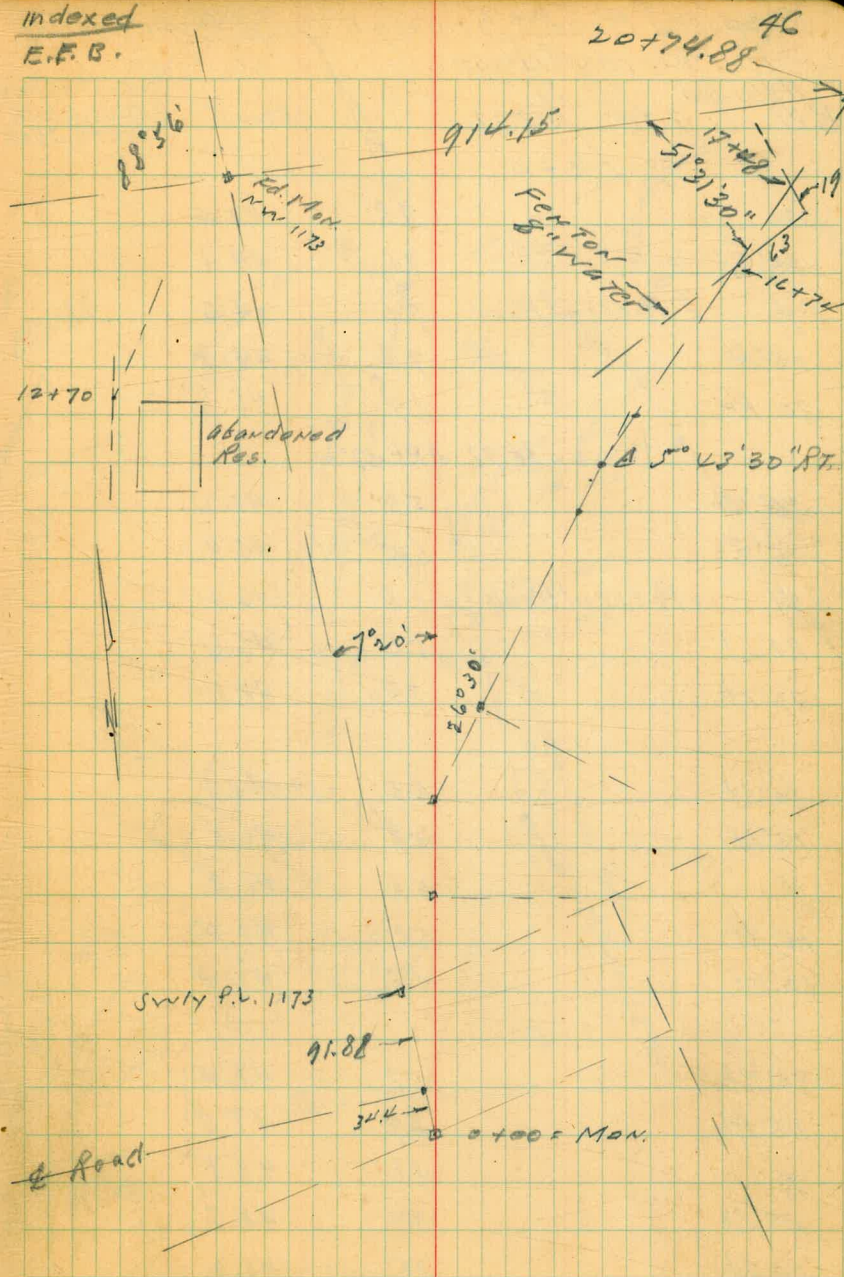 Indexed
E.F.B.
46
20+74.88
88°56'
914.15
Fd. Mon.
NW 1173
17+48
51°31'30"
19
63
16+74
FENTON
8" WATER
12+70
abandoned
Res.
Δ 5°43'30" RT.
7°20'
26°30'
N
SWly P.L. 1173
91.88
34.4
0+00 = MON.
℄ Road